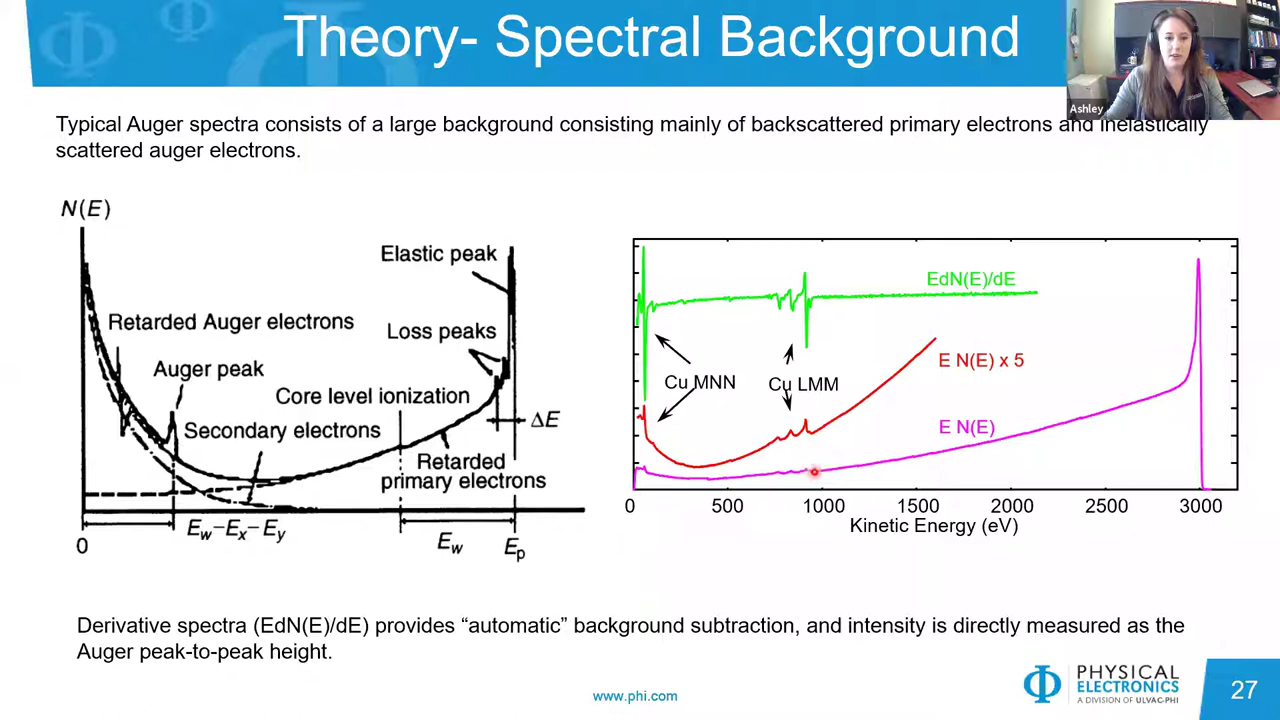 Theory- Spectral Background
Ashley
Typical Auger spectra consists of a large background consisting mainly of backscattered primary electrons and inelastically
scattered auger electrons.
N(E)
Elastic peak
Retarded Auger electrons
Loss peaks
Auger peak
Core level ionization
ΔE
Secondary electrons
Retarded
primary electrons
Ew−Ex−Ey
0
Ew
Ep
EdN(E)/dE
E N(E) x 5
Cu MNN
Cu LMM
E N(E)
0
500
1000
1500
2000
2500
3000
Kinetic Energy (eV)
Derivative spectra (EdN(E)/dE) provides “automatic” background subtraction, and intensity is directly measured as the
Auger peak-to-peak height.
www.phi.com
PHYSICAL
ELECTRONICS
A DIVISION OF ULVAC-PHI
27